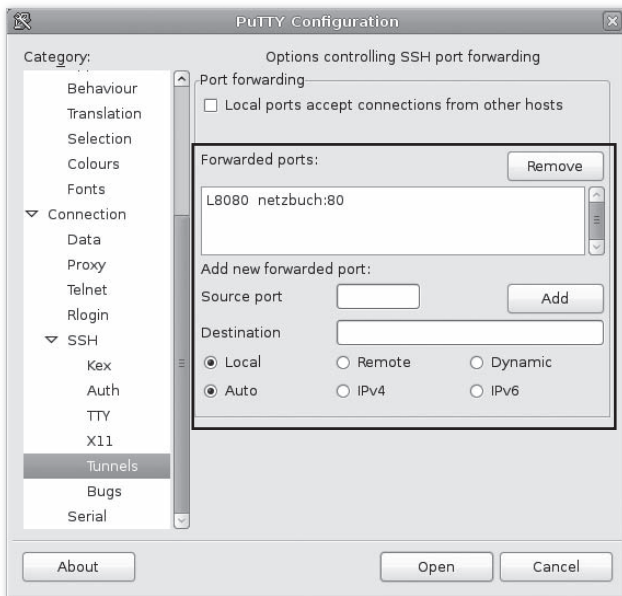 PuTTY Configuration
Category:
Behaviour
Translation
Selection
Colours
Fonts
Connection
Data
Proxy
Telnet
Rlogin
SSH
Kex
Auth
TTY
X11
Tunnels
Bugs
Serial
Options controlling SSH port forwarding
Port forwarding
Local ports accept connections from other hosts
Forwarded ports:
Remove
L8080 netzbuch:80
Add new forwarded port:
Source port
Add
Destination
Local Remote Dynamic
Auto IPv4 IPv6
About Open Cancel